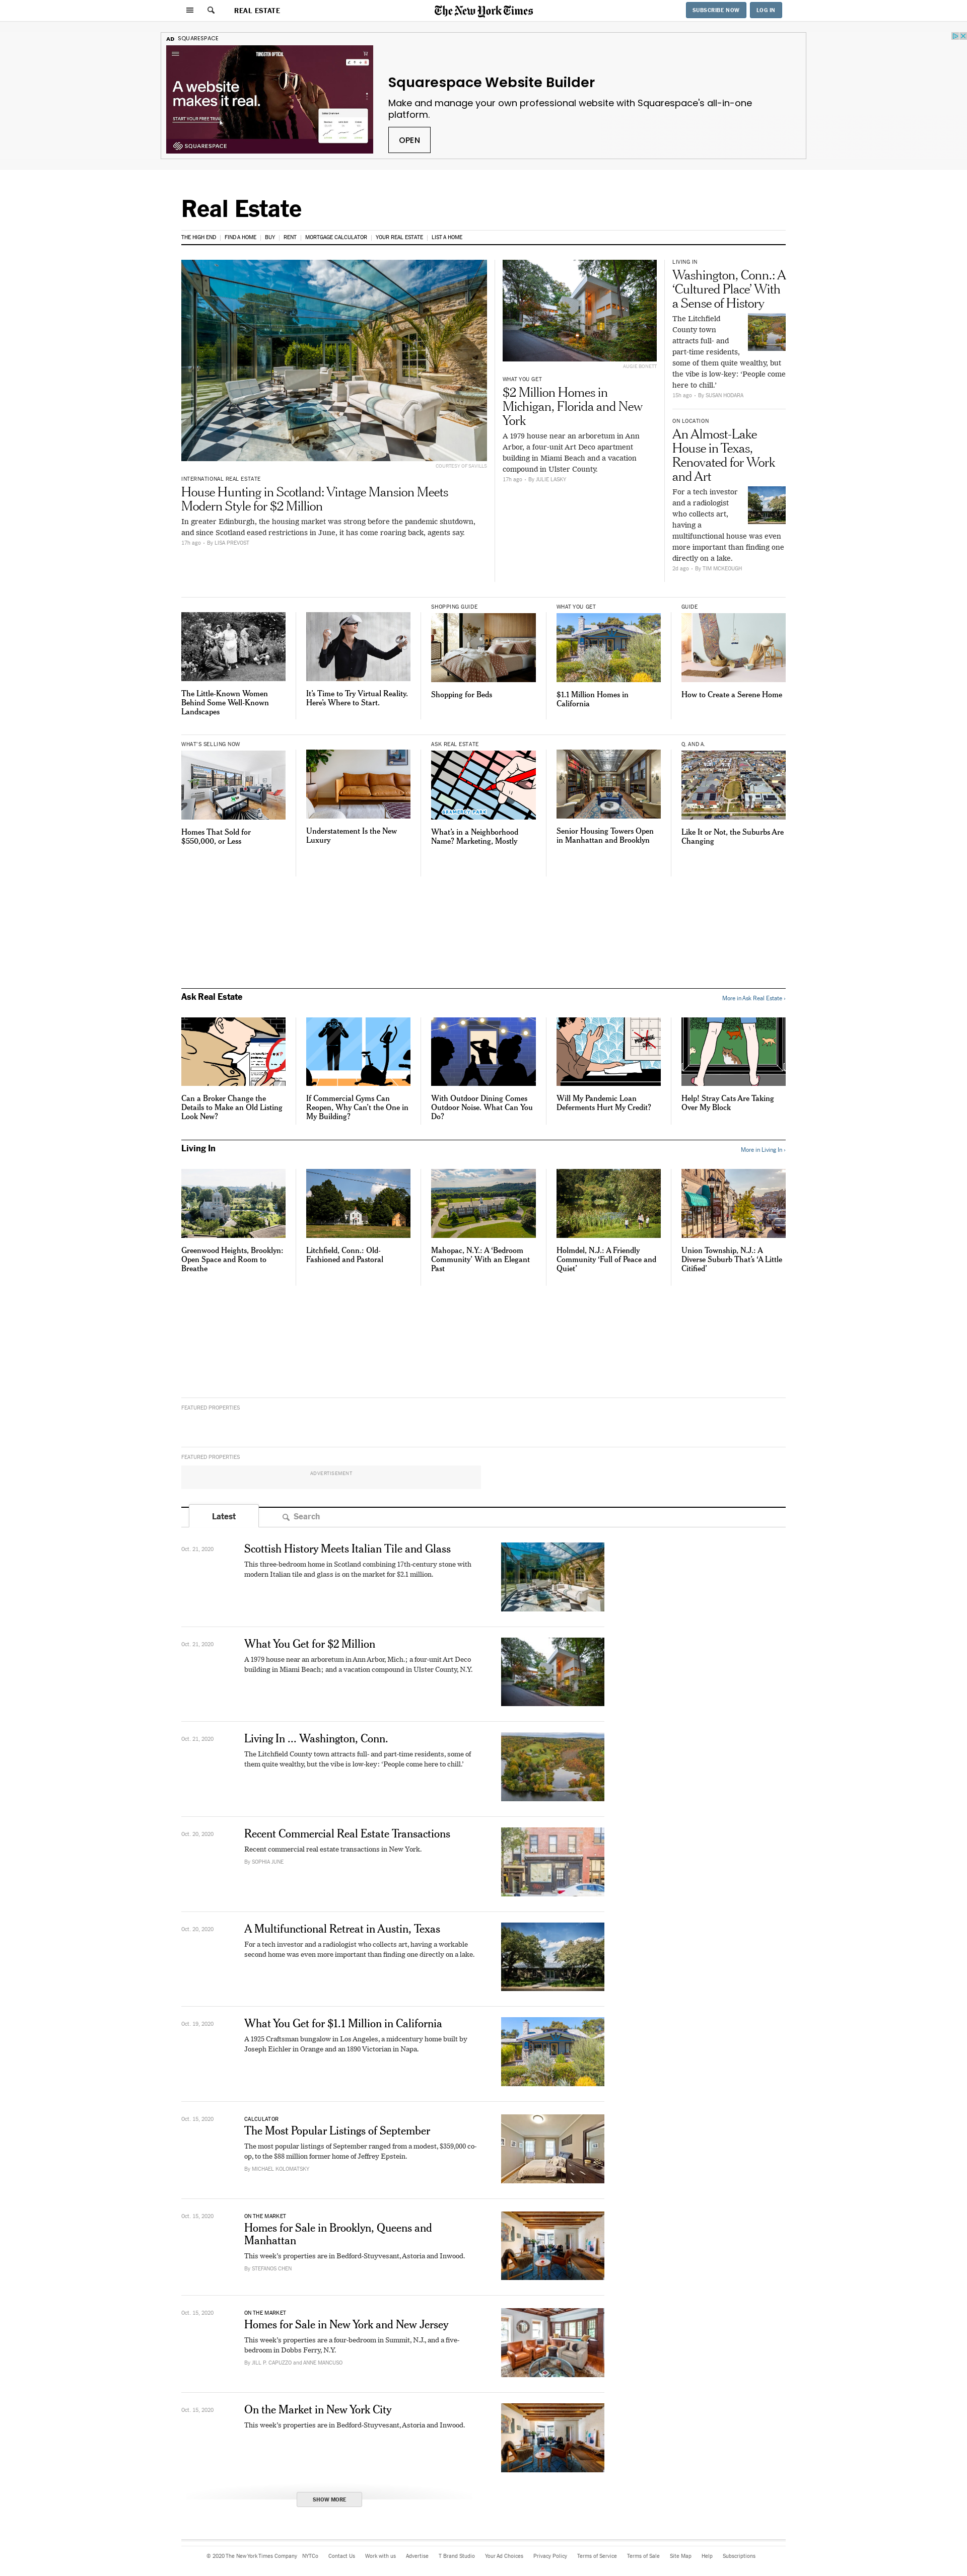 REAL ESTATE
The New York Times
SUBSCRIBE NOW
LOG IN
AD SQUARESPACE
A website
makes it real.
START YOUR FREE TRIAL
SQUARESPACE
Squarespace Website Builder
Make and manage your own professional website with Squarespace's all-in-one
platform.
OPEN
Real Estate
THE HIGH END
FIND A HOME
BUY
RENT
MORTGAGE CALCULATOR
YOUR REAL ESTATE
LIST A HOME
COURTESY OF SAVILLS
INTERNATIONAL REAL ESTATE
House Hunting in Scotland: Vintage Mansion Meets
Modern Style for $2 Million
In greater Edinburgh, the housing market was strong before the pandemic shutdown,
and since Scotland eased restrictions in June, it has come roaring back, agents say.
17h ago - By LISA PREVOST
WHAT YOU GET
$2 Million Homes in
Michigan, Florida and New
York
A 1979 house near an arboretum in Ann
Arbor, a four-unit Art Deco apartment
building in Miami Beach and a vacation
compound in Ulster County.
17h ago - By JULIE LASKY
LIVING IN
Washington, Conn.: A
‘Cultured Place’ With
a Sense of History
The Litchfield
County town
attracts full- and
part-time residents,
some of them quite wealthy, but
the vibe is low-key: ‘People come
here to chill.’
15h ago - By SUSAN HODARA
ON LOCATION
An Almost-Lake
House in Texas,
Renovated for Work
and Art
For a tech investor
and a radiologist
who collects art,
having a
multifunctional house was even
more important than finding one
directly on a lake.
2d ago - By TIM MCKEOUGH
The Little-Known Women
Behind Some Well-Known
Landscapes
It’s Time to Try Virtual Reality.
Here’s Where to Start.
SHOPPING GUIDE
Shopping for Beds
WHAT YOU GET
$1.1 Million Homes in
California
GUIDE
How to Create a Serene Home
WHAT’S SELLING NOW
Homes That Sold for
$550,000, or Less
Understatement Is the New
Luxury
ASK REAL ESTATE
GRAMERCY PARK
What’s in a Neighborhood
Name? Marketing, Mostly
Senior Housing Towers Open
in Manhattan and Brooklyn
Q. AND A.
Like It or Not, the Suburbs Are
Changing
Ask Real Estate
More in Ask Real Estate ›
Can a Broker Change the
Details to Make an Old Listing
Look New?
If Commercial Gyms Can
Reopen, Why Can’t the One in
My Building?
With Outdoor Dining Comes
Outdoor Noise. What Can You
Do?
Will My Pandemic Loan
Deferments Hurt My Credit?
Help! Stray Cats Are Taking
Over My Block
Living In
More in Living In ›
Greenwood Heights, Brooklyn:
Open Space and Room to
Breathe
Litchfield, Conn.: Old-
Fashioned and Pastoral
Mahopac, N.Y.: A ‘Bedroom
Community’ With an Elegant
Past
Holmdel, N.J.: A Friendly
Community ‘Full of Peace and
Quiet’
Union Township, N.J.: A
Diverse Suburb That’s ‘A Little
Citified’
FEATURED PROPERTIES
FEATURED PROPERTIES
ADVERTISEMENT
Latest
Search
Oct. 21, 2020
Scottish History Meets Italian Tile and Glass
This three-bedroom home in Scotland combining 17th-century stone with
modern Italian tile and glass is on the market for $2.1 million.
Oct. 21, 2020
What You Get for $2 Million
A 1979 house near an arboretum in Ann Arbor, Mich.; a four-unit Art Deco
building in Miami Beach; and a vacation compound in Ulster County, N.Y.
Oct. 21, 2020
Living In ... Washington, Conn.
The Litchfield County town attracts full- and part-time residents, some of
them quite wealthy, but the vibe is low-key: ‘People come here to chill.’
Oct. 20, 2020
Recent Commercial Real Estate Transactions
Recent commercial real estate transactions in New York.
By SOPHIA JUNE
Oct. 20, 2020
A Multifunctional Retreat in Austin, Texas
For a tech investor and a radiologist who collects art, having a workable
second home was even more important than finding one directly on a lake.
Oct. 19, 2020
What You Get for $1.1 Million in California
A 1925 Craftsman bungalow in Los Angeles, a midcentury home built by
Joseph Eichler in Orange and an 1890 Victorian in Napa.
Oct. 15, 2020
CALCULATOR
The Most Popular Listings of September
The most popular listings of September ranged from a modest, $359,000 co-
op, to the $88 million former home of Jeffrey Epstein.
By MICHAEL KOLOMATSKY
Oct. 15, 2020
ON THE MARKET
Homes for Sale in Brooklyn, Queens and
Manhattan
This week’s properties are in Bedford-Stuyvesant, Astoria and Inwood.
By STEFANOS CHEN
Oct. 15, 2020
ON THE MARKET
Homes for Sale in New York and New Jersey
This week’s properties are a four-bedroom in Summit, N.J., and a five-
bedroom in Dobbs Ferry, N.Y.
By JILL P. CAPUZZO and ANNE MANCUSO
Oct. 15, 2020
On the Market in New York City
This week’s properties are in Bedford-Stuyvesant, Astoria and Inwood.
SHOW MORE
© 2020 The New York Times Company
NYTCo
Contact Us
Work with us
Advertise
T Brand Studio
Your Ad Choices
Privacy Policy
Terms of Service
Terms of Sale
Site Map
Help
Subscriptions